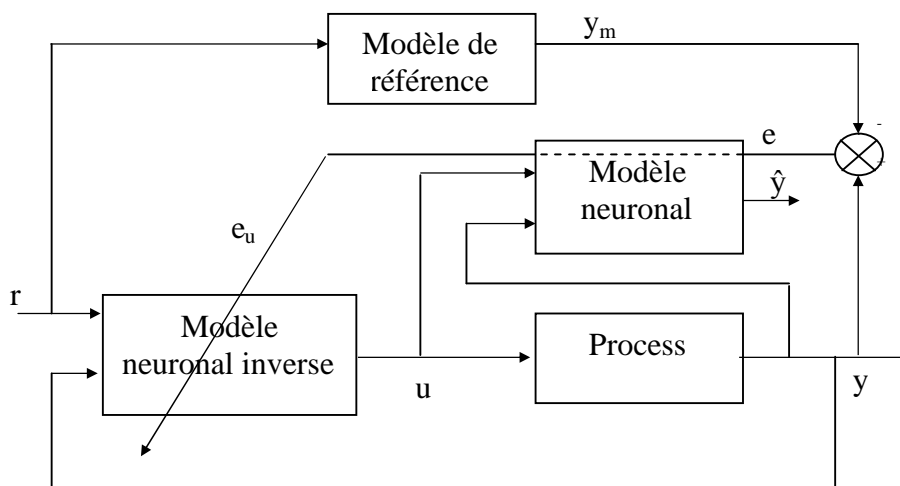 y_m
Modèle de
référence
-
e
+
Modèle
neuronal
ŷ
e_u
r
Modèle
neuronal inverse
Process
u
y